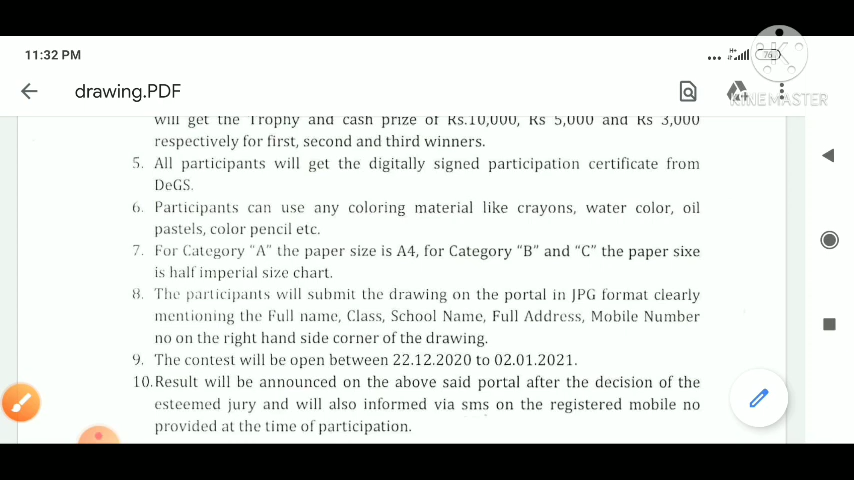 11:32 PM
76
drawing.PDF
KINEMASTER
will get the Trophy and cash prize of Rs.10,000, Rs 5,000 and Rs 3,000
respectively for first, second and third winners.
5. All participants will get the digitally signed participation certificate from
DeGS.
6. Participants can use any coloring material like crayons, water color, oil
pastels, color pencil etc.
7. For Category “A” the paper size is A4, for Category “B” and “C” the paper sixe
is half imperial size chart.
8. The participants will submit the drawing on the portal in JPG format clearly
mentioning the Full name, Class, School Name, Full Address, Mobile Number
no on the right hand side corner of the drawing.
9. The contest will be open between 22.12.2020 to 02.01.2021.
10. Result will be announced on the above said portal after the decision of the
esteemed jury and will also informed via sms on the registered mobile no
provided at the time of participation.